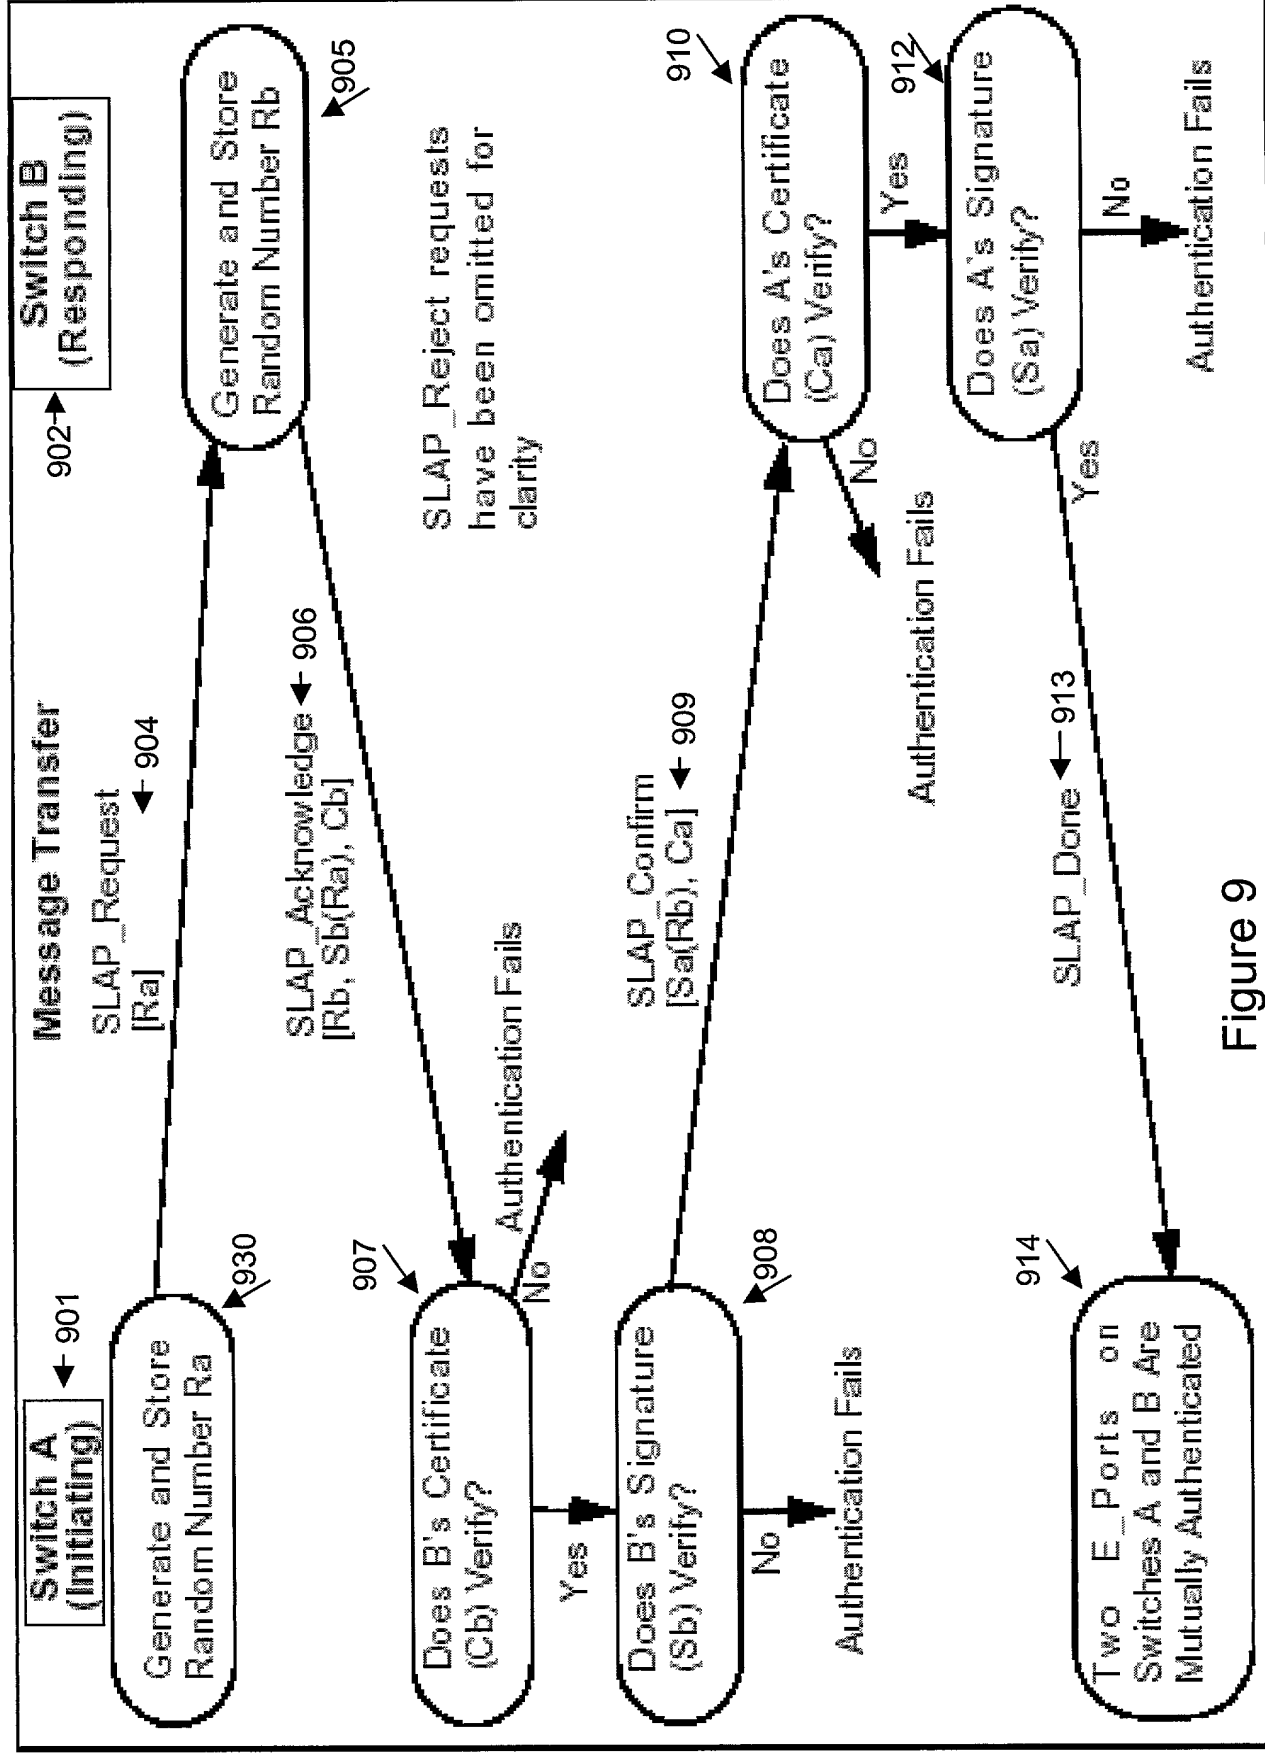 Switch A
(Initiating)
901
Message Transfer
Switch B
(Responding)
902
Generate and Store
Random Number Ra
930
SLAP_Request
[Ra]
904
Generate and Store
Random Number Rb
905
SLAP_Acknowledge
[Rb, Sb(Ra), Cb]
906
SLAP_Reject requests
have been omitted for
clarity
907
Does B's Certificate
(Cb) Verify?
No
Authentication Fails
Yes
Does B's Signature
(Sb) Verify?
908
No
Authentication Fails
SLAP_Confirm
[Sa(Rb), Ca]
909
910
Does A's Certificate
(Ca) Verify?
No
Authentication Fails
Yes
912
Does A's Signature
(Sa) Verify?
Yes
No
Authentication Fails
SLAP_Done
913
914
Two E_Ports on
Switches A and B Are
Mutually Authenticated
Figure 9